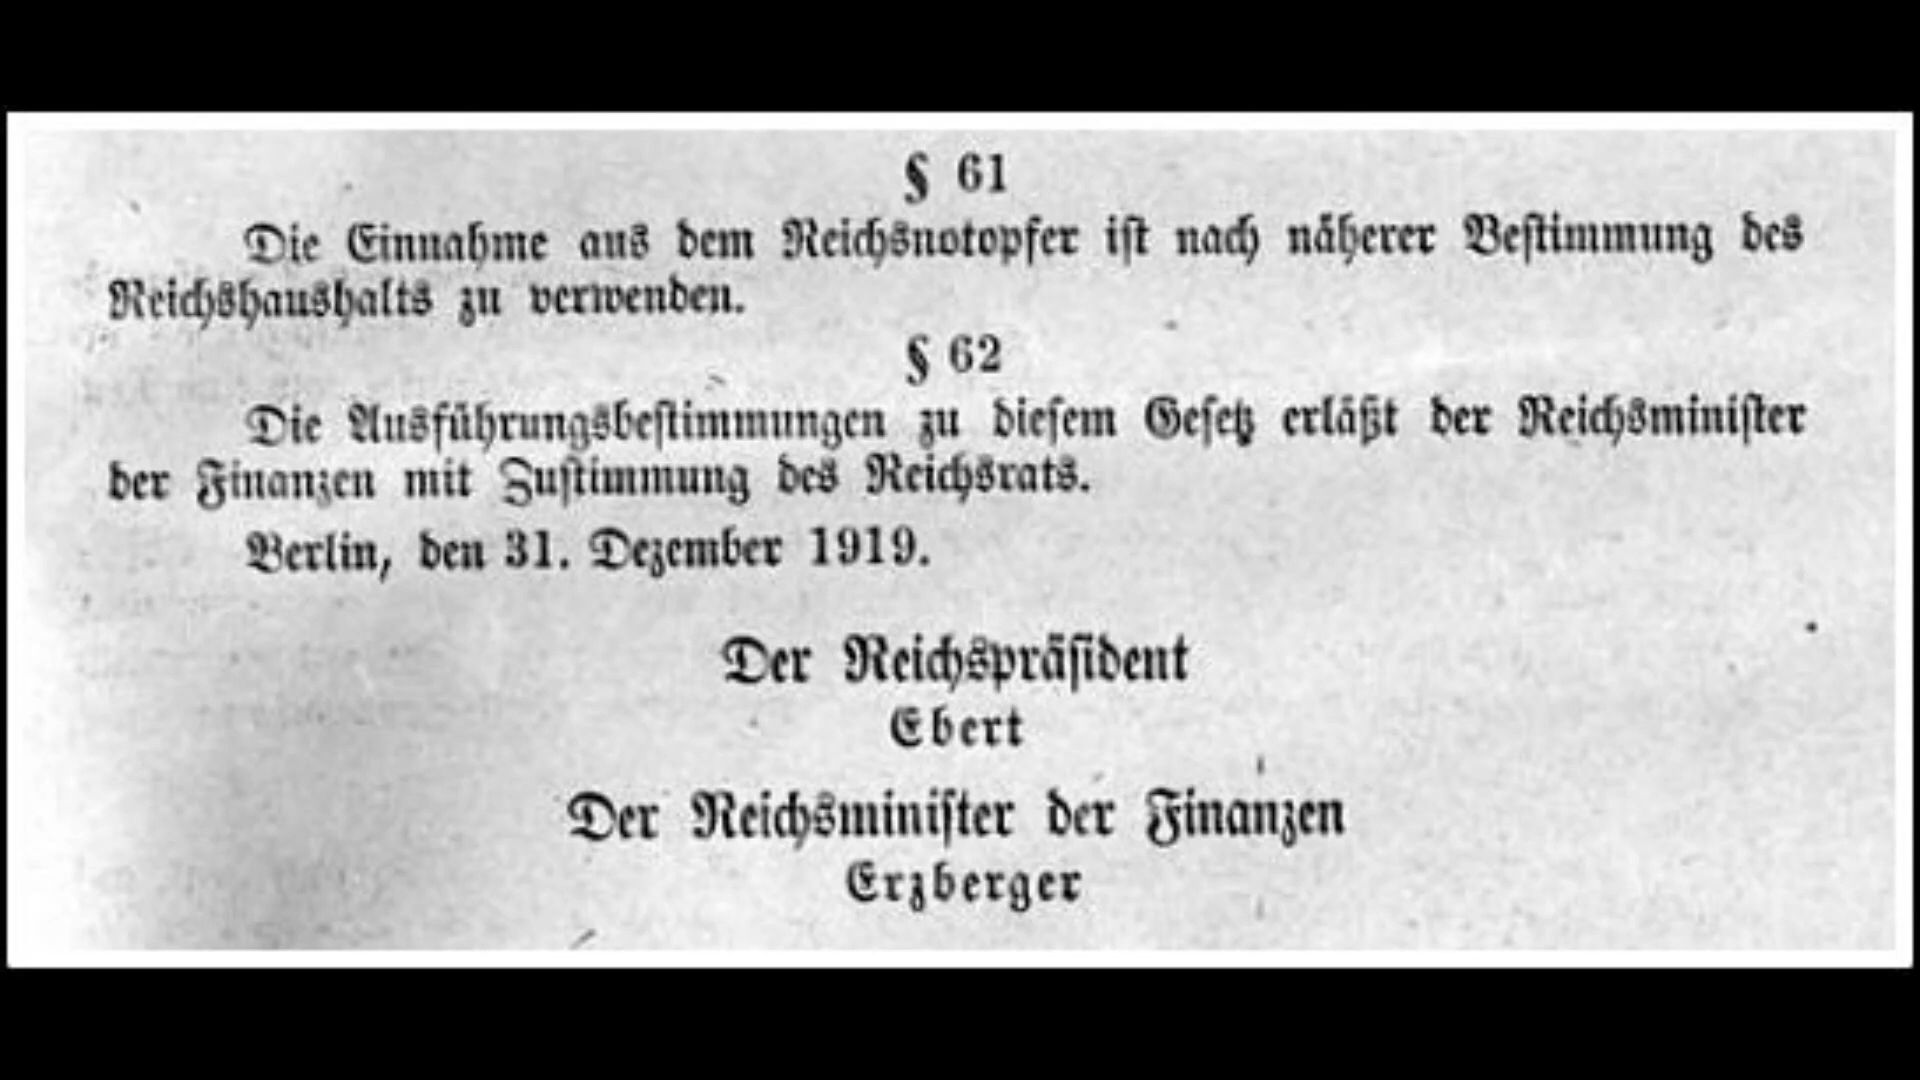 § 61
Die Einnahme aus dem Reichsnotopfer ist nach näherer Bestimmung des
Reichshaushalts zu verwenden.
§ 62
Die Ausführungsbestimmungen zu diesem Gesetz erläßt der Reichsminister
der Finanzen mit Zustimmung des Reichsrats.
Berlin, den 31. Dezember 1919.
Der Reichspräsident
Ebert
Der Reichsminister der Finanzen
Erzberger